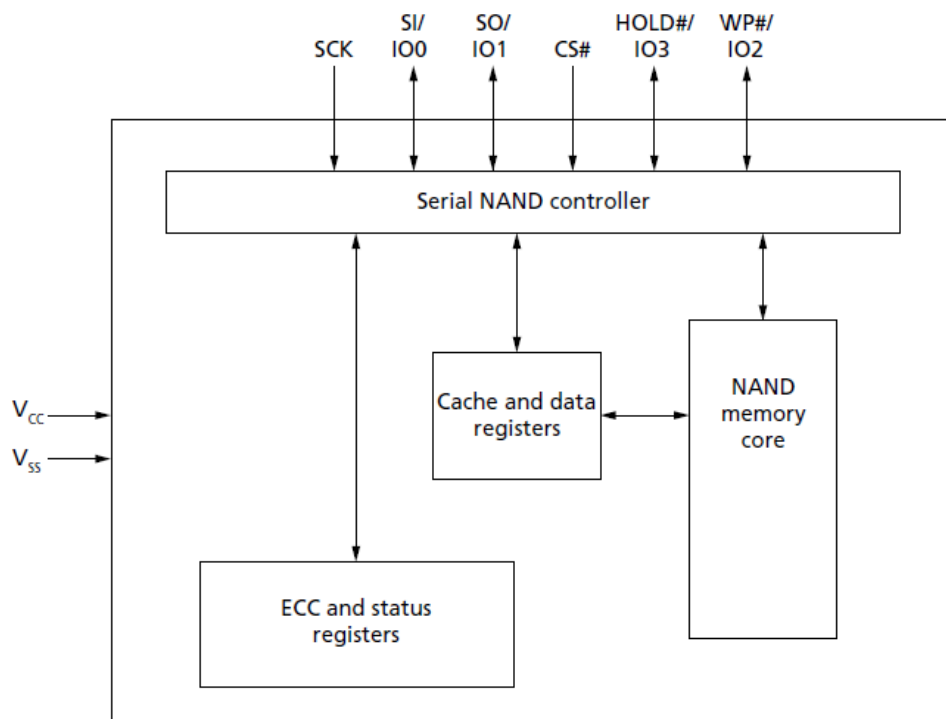 SCK
SI/
IO0
SO/
IO1
CS#
HOLD#/
IO3
WP#/
IO2
Serial NAND controller
Cache and data
registers
NAND
memory
core
VCC
VSS
ECC and status
registers